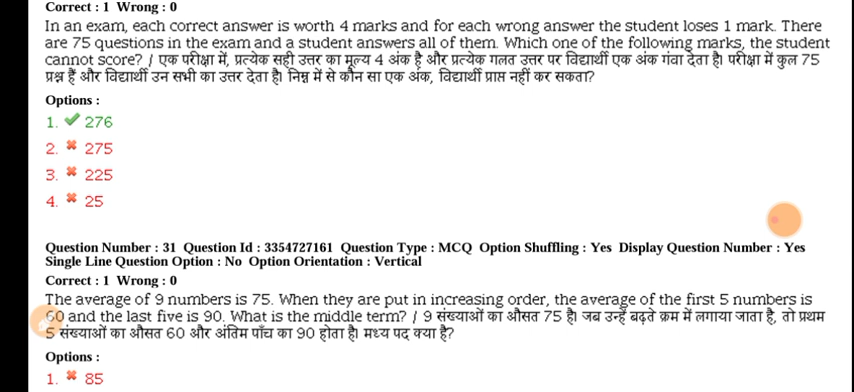 Correct : 1 Wrong : 0
In an exam, each correct answer is worth 4 marks and for each wrong answer the student loses 1 mark. There
are 75 questions in the exam and a student answers all of them. Which one of the following marks, the student
cannot score? / एक परीक्षा में, प्रत्येक सही उत्तर का मूल्य 4 अंक है और प्रत्येक गलत उत्तर पर विद्यार्थी एक अंक गंवा देता है। परीक्षा में कुल 75
प्रश्न हैं और विद्यार्थी उन सभी का उत्तर देता है। निम्न में से कौन सा एक अंक, विद्यार्थी प्राप्त नहीं कर सकता?
Options :
1. 276
2. 275
3. 225
4. 25
Question Number : 31 Question Id : 3354727161 Question Type : MCQ Option Shuffling : Yes Display Question Number : Yes
Single Line Question Option : No Option Orientation : Vertical
Correct : 1 Wrong : 0
The average of 9 numbers is 75. When they are put in increasing order, the average of the first 5 numbers is
60 and the last five is 90. What is the middle term? / 9 संख्याओं का औसत 75 है। जब उन्हें बढ़ते क्रम में लगाया जाता है, तो प्रथम
5 संख्याओं का औसत 60 और अंतिम पाँच का 90 होता है। मध्य पद क्या है?
Options :
1. 85